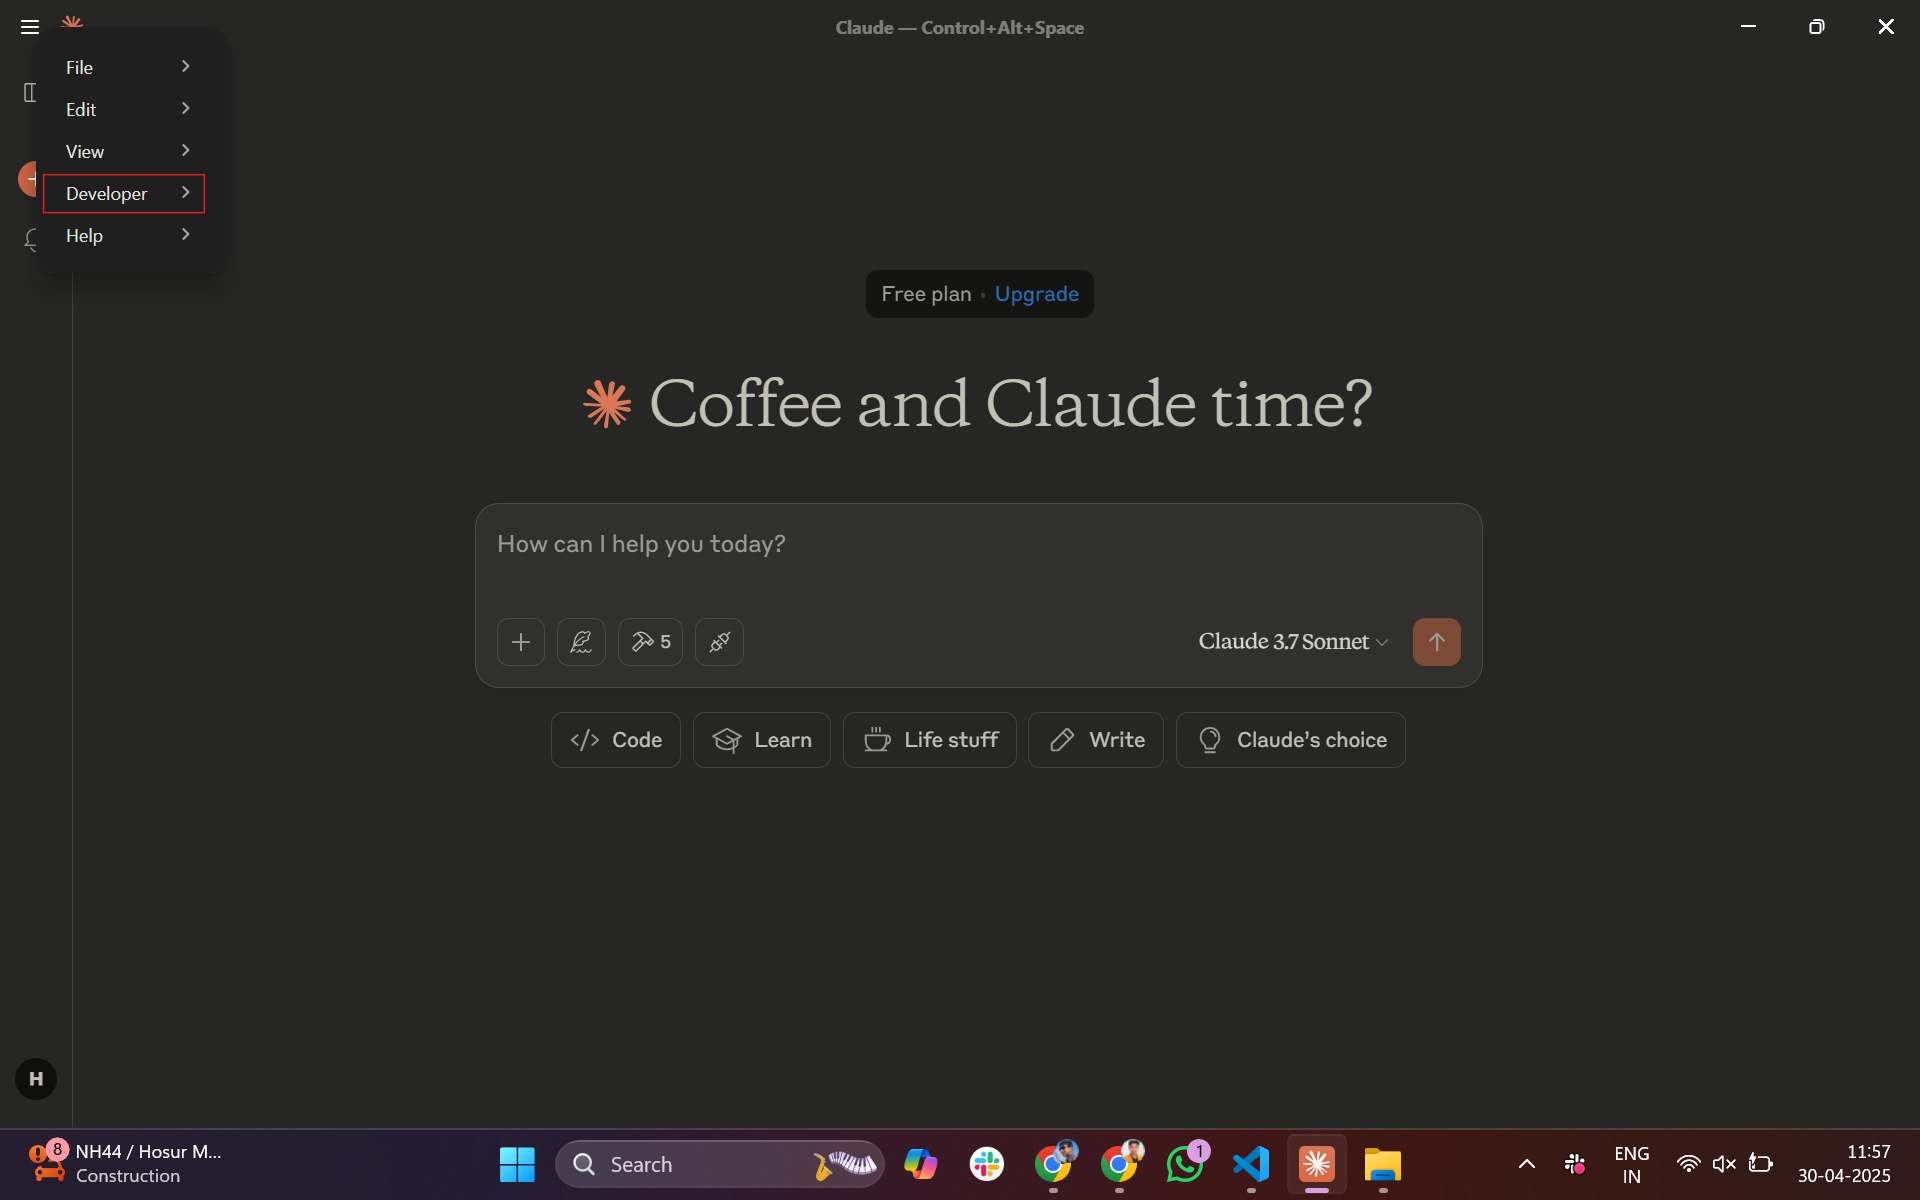 Claude — Control+Alt+Space
File
Edit
View
Developer
Help
Free plan · Upgrade
Coffee and Claude time?
How can I help you today?
5
Claude 3.7 Sonnet
</> Code
Learn
Life stuff
Write
Claude’s choice
H
8
NH44 / Hosur M...
Construction
Search
1
ENG
IN
11:57
30-04-2025